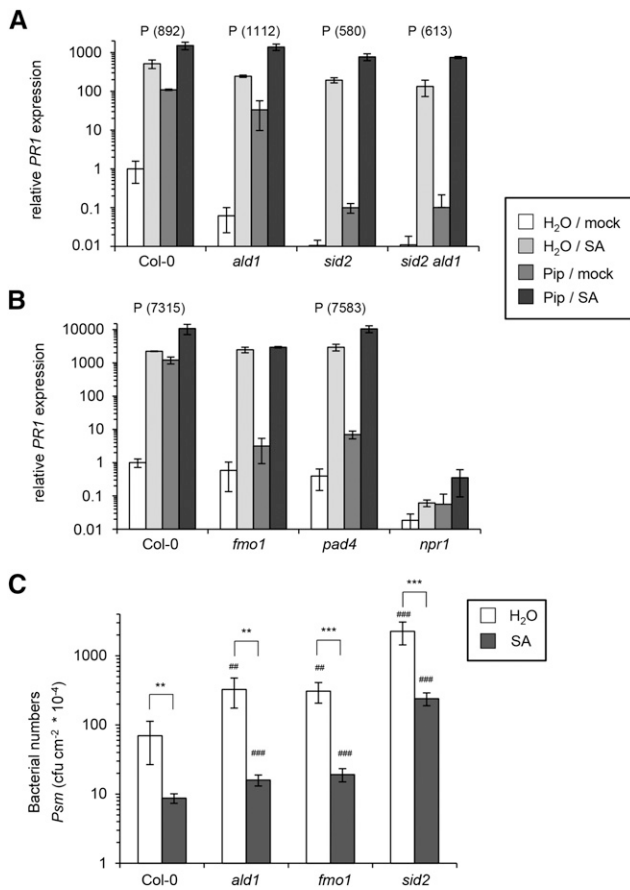 A
P (892) P (1112) P (580) P (613)
relative PR1 expression
1000
100
10
1
0.1
0.01
Col-0 ald1 sid2 sid2 ald1
H₂O / mock
H₂O / SA
Pip / mock
Pip / SA
B
P (7315) P (7583)
relative PR1 expression
10000
1000
100
10
1
0.1
0.01
Col-0 fmo1 pad4 npr1
C
Bacterial numbers
Psm (cfu cm⁻² * 10⁻⁴)
1000
100
10
1
** ** *** ***
## ## ###
### ### ###
Col-0 ald1 fmo1 sid2
H₂O
SA